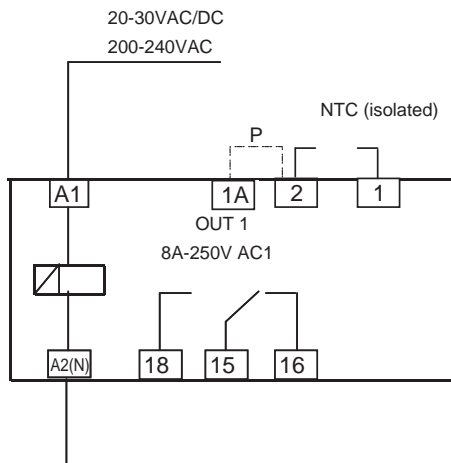 20-30VAC/DC
200-240VAC
NTC (isolated)
P
A1
1A
2
1
OUT 1
8A-250V AC1
A2(N)
18
15
16